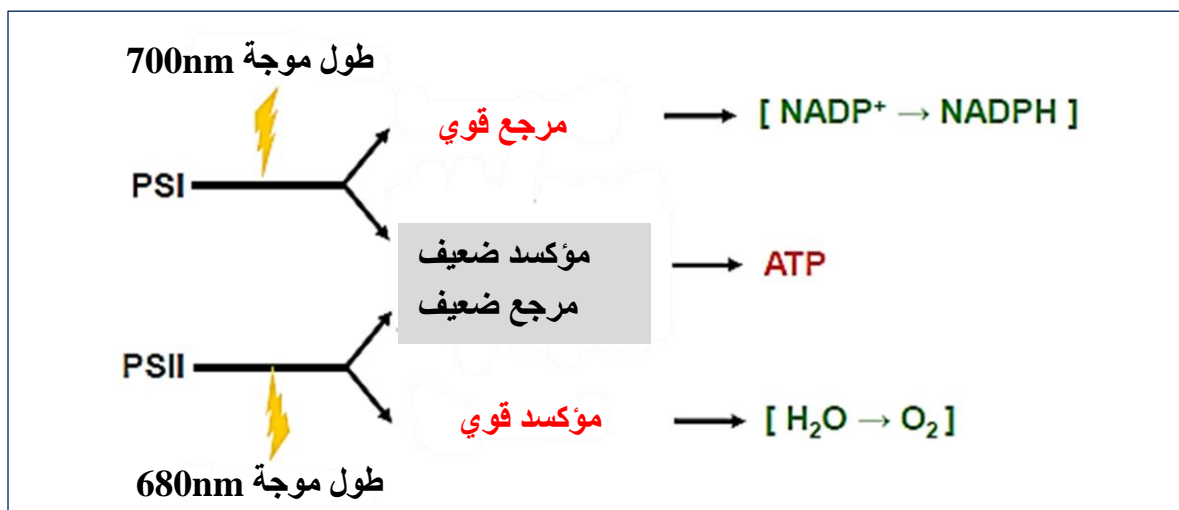 طول موجة 700nm
مرجع قوي
[ NADP⁺ → NADPH ]
PSI
مؤكسد ضعيف
ATP
مرجع ضعيف
PSII
مؤكسد قوي
[ H₂O → O₂ ]
طول موجة 680nm